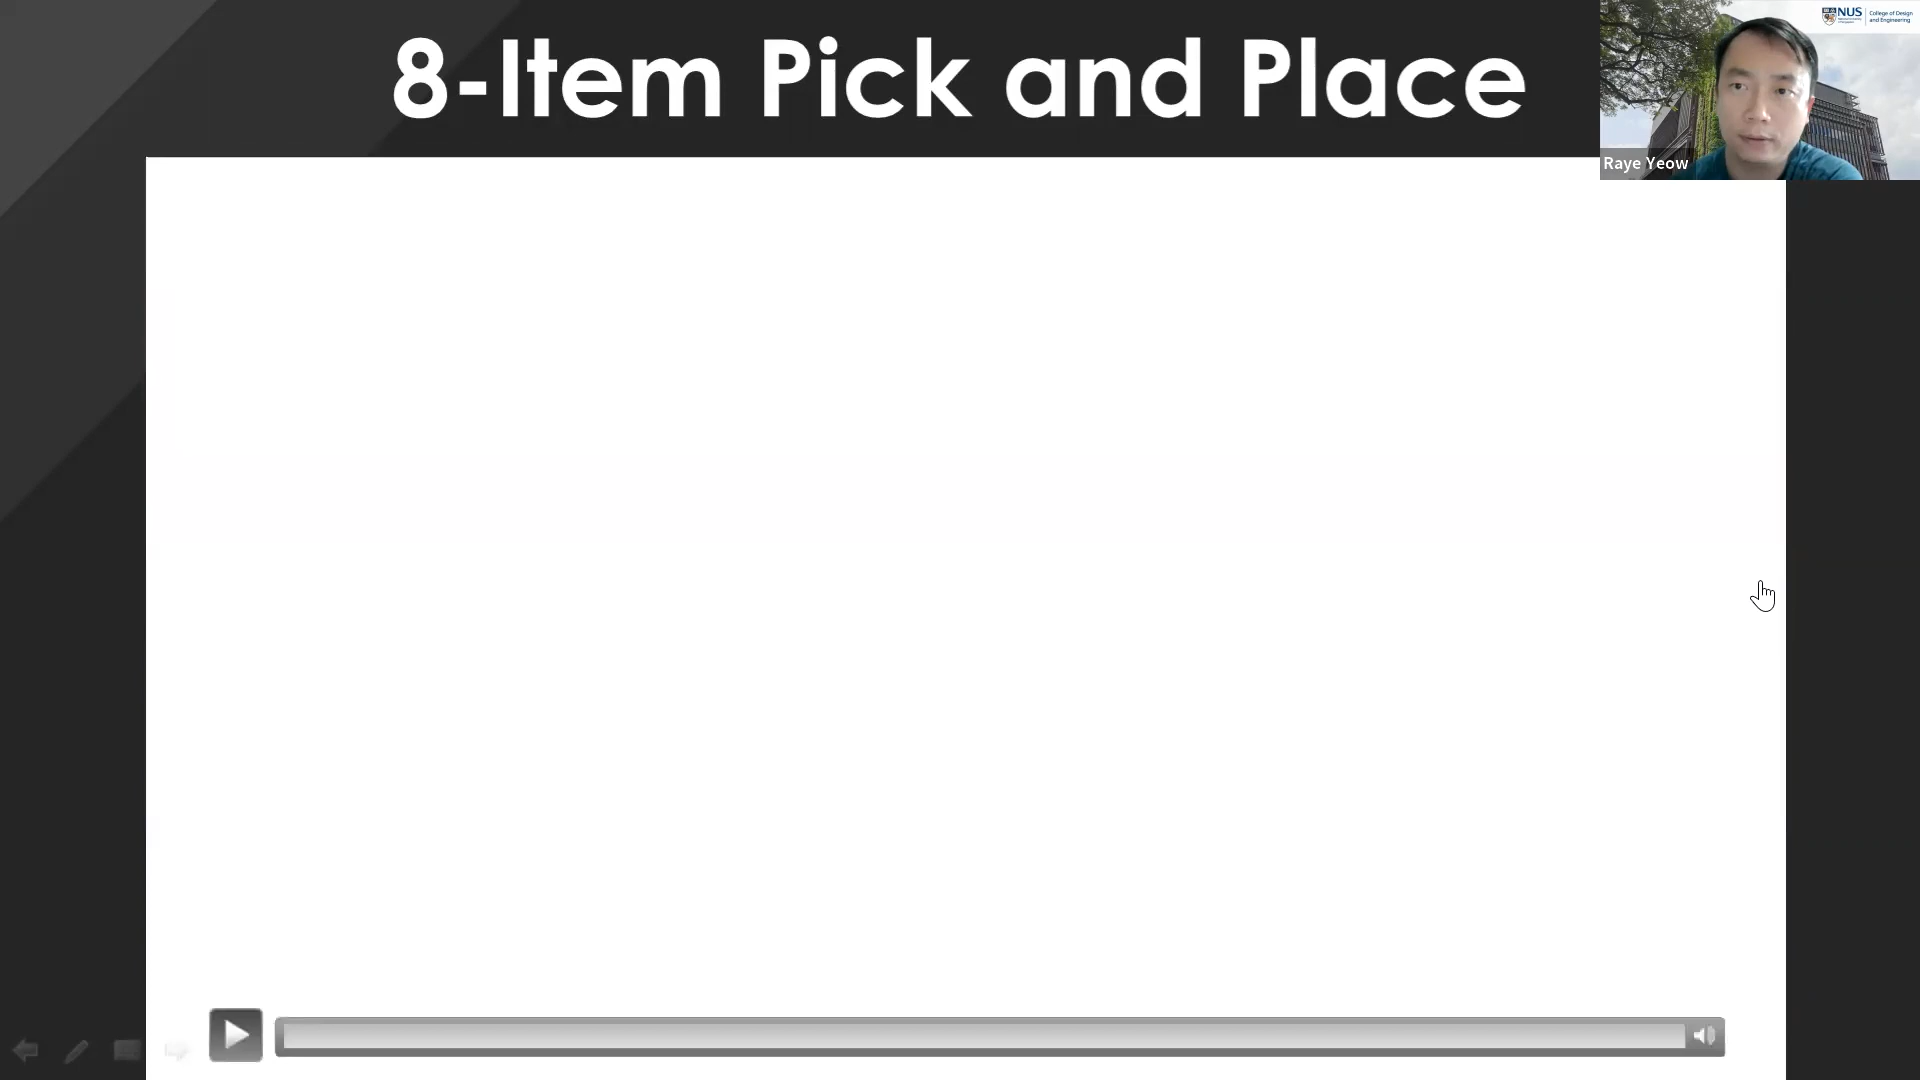 8-Item Pick and Place
NUS
College of Design
and Engineering
Raye Yeow